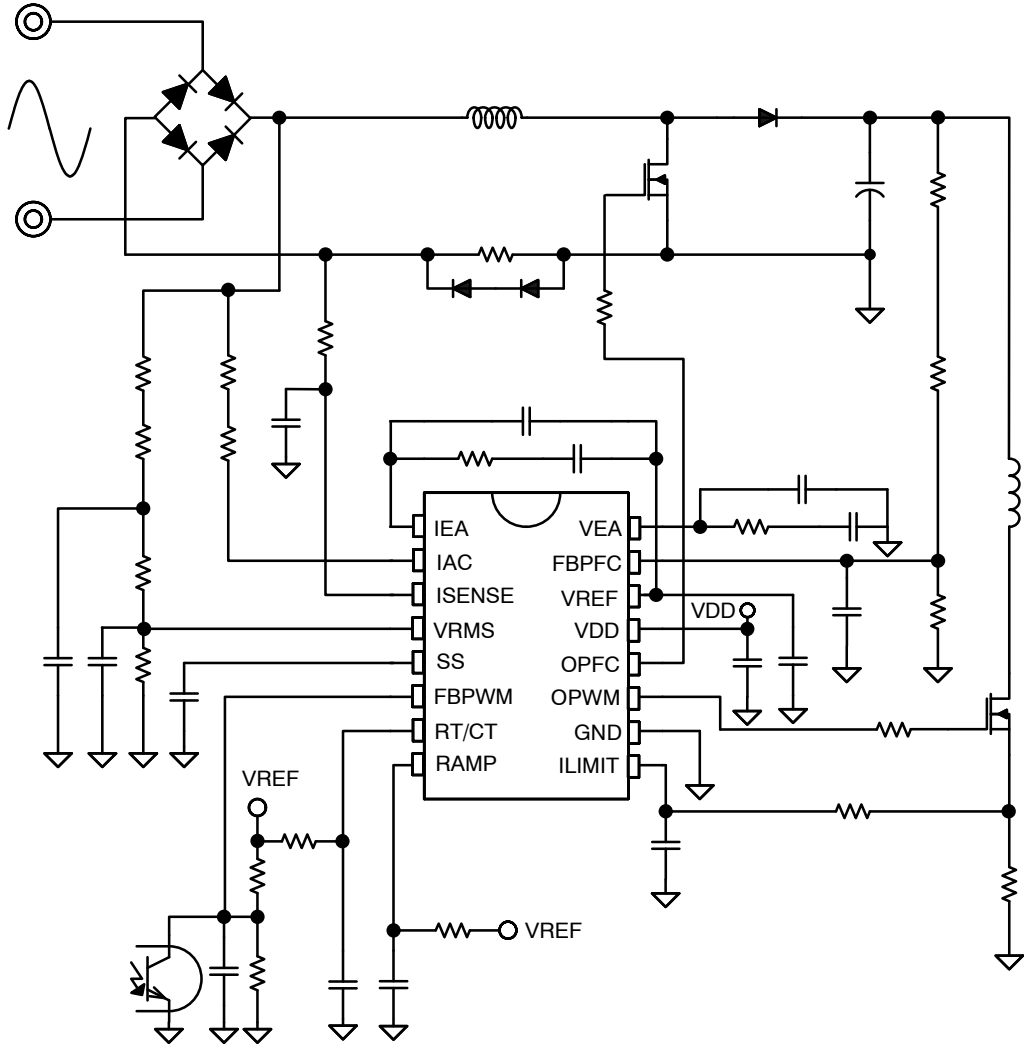 IEA
IAC
ISENSE
VRMS
SS
FBPWM
RT/CT
RAMP
VEA
FBPFC
VREF
VDD
OPFC
OPWM
GND
ILIMIT
VDD
VREF
VREF